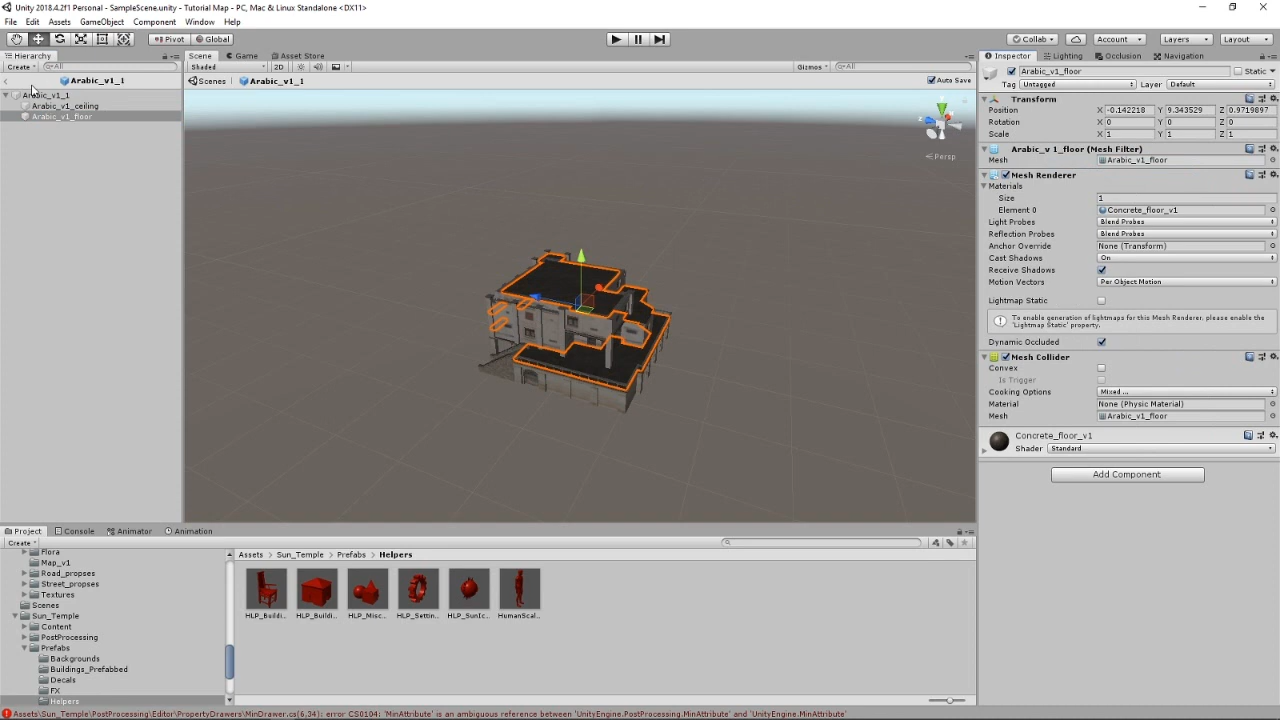 Unity 2018.4.2f1 Personal - SampleScene.unity - Tutorial Map - PC, Mac & Linux Standalone <DX11>
File Edit Assets GameObject Component Window Help
Pivot Global Collab Account Layers Layout
Hierarchy Scene Game Asset Store Inspector Lighting Occlusion Navigation
Create All Shaded 2D Gizmos All Arabic_v1_floor Static
Arabic_v1_1 Scenes Arabic_v1_1 Auto Save Tag Untagged Layer Default
Arabic_v1_1
Arabic_v1_ceiling
Arabic_v1_floor
Persp
Transform
Position X -0.142218 Y 9.343529 Z 0.9719897
Rotation X 0 Y 0 Z 0
Scale X 1 Y 1 Z 1
Arabic_v 1_floor (Mesh Filter)
Mesh Arabic_v1_floor
Mesh Renderer
Materials
Size 1
Element 0 Concrete_floor_v1
Light Probes Blend Probes
Reflection Probes Blend Probes
Anchor Override None (Transform)
Cast Shadows On
Receive Shadows
Motion Vectors Per Object Motion
Lightmap Static
To enable generation of lightmaps for this Mesh Renderer, please enable the
'Lightmap Static' property.
Dynamic Occluded
Mesh Collider
Convex
Is Trigger
Cooking Options Mixed ...
Material None (Physic Material)
Mesh Arabic_v1_floor
Concrete_floor_v1
Shader Standard
Add Component
Project Console Animator Animation
Create
Flora
Map_v1
Road_propses
Street_propses
Textures
Scenes
Sun_Temple
Content
PostProcessing
Prefabs
Backgrounds
Buildings_Prefabbed
Decals
FX
Helpers
Assets Sun_Temple Prefabs Helpers
HLP_Buildi... HLP_Buildi... HLP_Misc... HLP_Settin... HLP_SunIc... HumanScal...
Assets\Sun_Temple\PostProcessing\Editor\PropertyDrawers\MinDrawer.cs(6,34): error CS0104: 'MinAttribute' is an ambiguous reference between 'UnityEngine.PostProcessing.MinAttribute' and 'UnityEngine.MinAttribute'